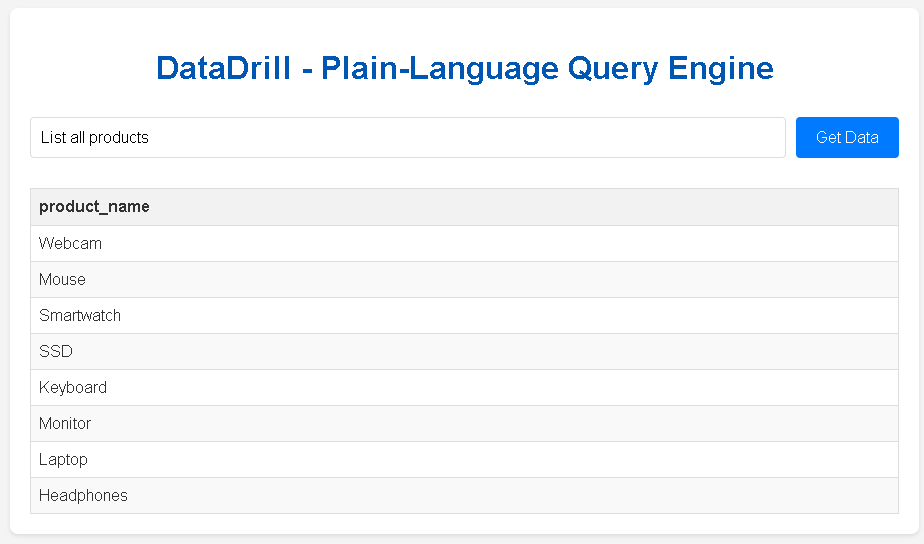 DataDrill - Plain-Language Query Engine
List all products
Get Data
product_name
Webcam
Mouse
Smartwatch
SSD
Keyboard
Monitor
Laptop
Headphones